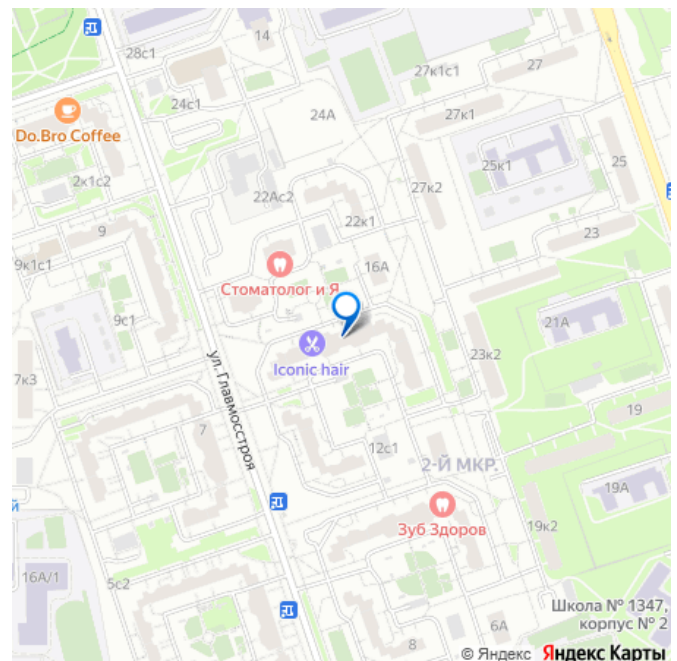 28с1
14
27к1с1
27
Do.Bro Coffee
24с1
24А
27к1
25к1
25
2к1с2
22Ас2
27к2
22к1
9
23
9к1с1
16А
Стоматолог и Я
9с1
21А
Iconic hair
23к2
7к3
ул. Главмосстроя
19
7
12с1
2-Й МКР.
19А
й
Зуб Здоров
19к2
16А/1
5с2
Школа № 1347,
корпус № 2
6А
8
© Яндекс Яндекс Карты